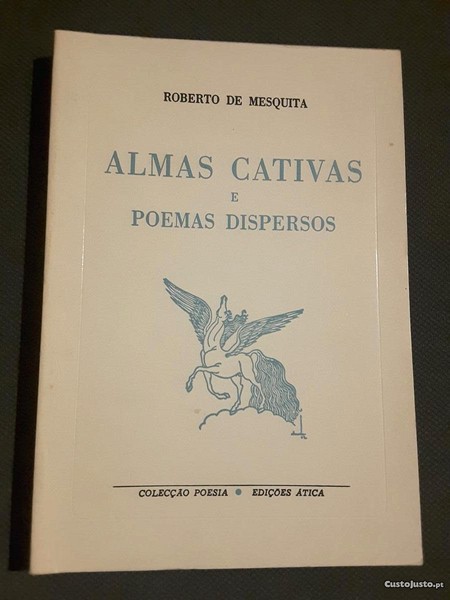 ROBERTO DE MESQUITA
ALMAS CATIVAS
E
POEMAS DISPERSOS
COLECÇÃO POESIA • EDIÇÕES ÁTICA
CustoJusto.pt